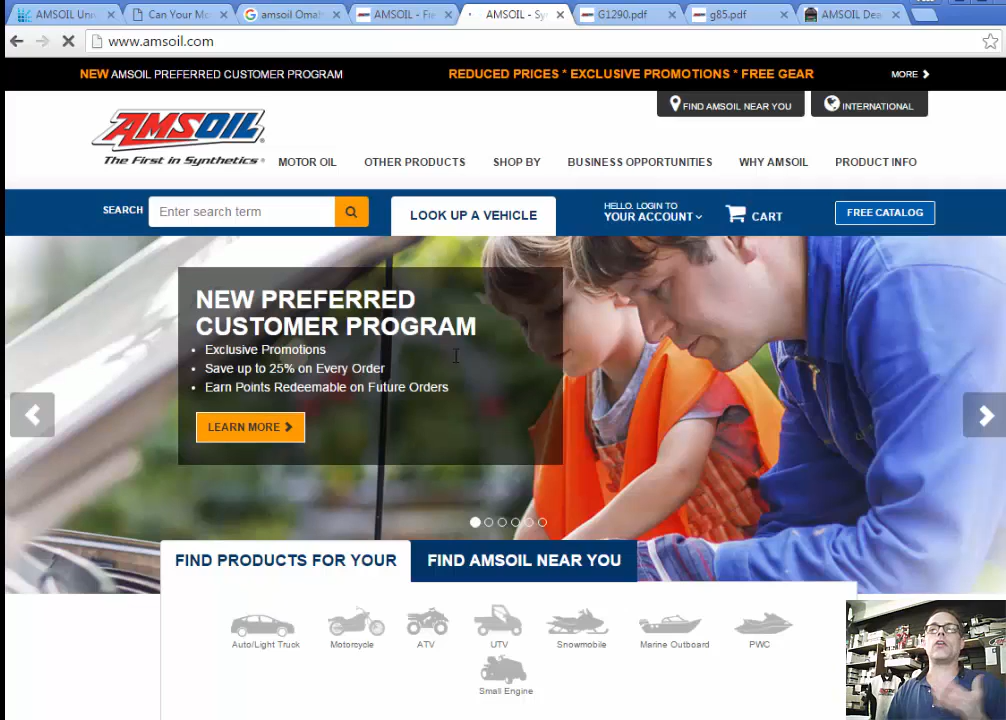 AMSOIL Univ
Can Your Mo
amsoil Omah
AMSOIL - Fie
AMSOIL - Sy
G1290.pdf
g85.pdf
AMSOIL Dea
www.amsoil.com
NEW AMSOIL PREFERRED CUSTOMER PROGRAM
REDUCED PRICES * EXCLUSIVE PROMOTIONS * FREE GEAR
MORE
FIND AMSOIL NEAR YOU
INTERNATIONAL
AMSOIL
The First in Synthetics®
MOTOR OIL
OTHER PRODUCTS
SHOP BY
BUSINESS OPPORTUNITIES
WHY AMSOIL
PRODUCT INFO
SEARCH
Enter search term
LOOK UP A VEHICLE
HELLO. LOGIN TO
YOUR ACCOUNT
CART
FREE CATALOG
NEW PREFERRED
CUSTOMER PROGRAM
• Exclusive Promotions
• Save up to 25% on Every Order
• Earn Points Redeemable on Future Orders
LEARN MORE
FIND PRODUCTS FOR YOUR
FIND AMSOIL NEAR YOU
Auto/Light Truck
Motorcycle
ATV
UTV
Snowmobile
Marine Outboard
PWC
Small Engine